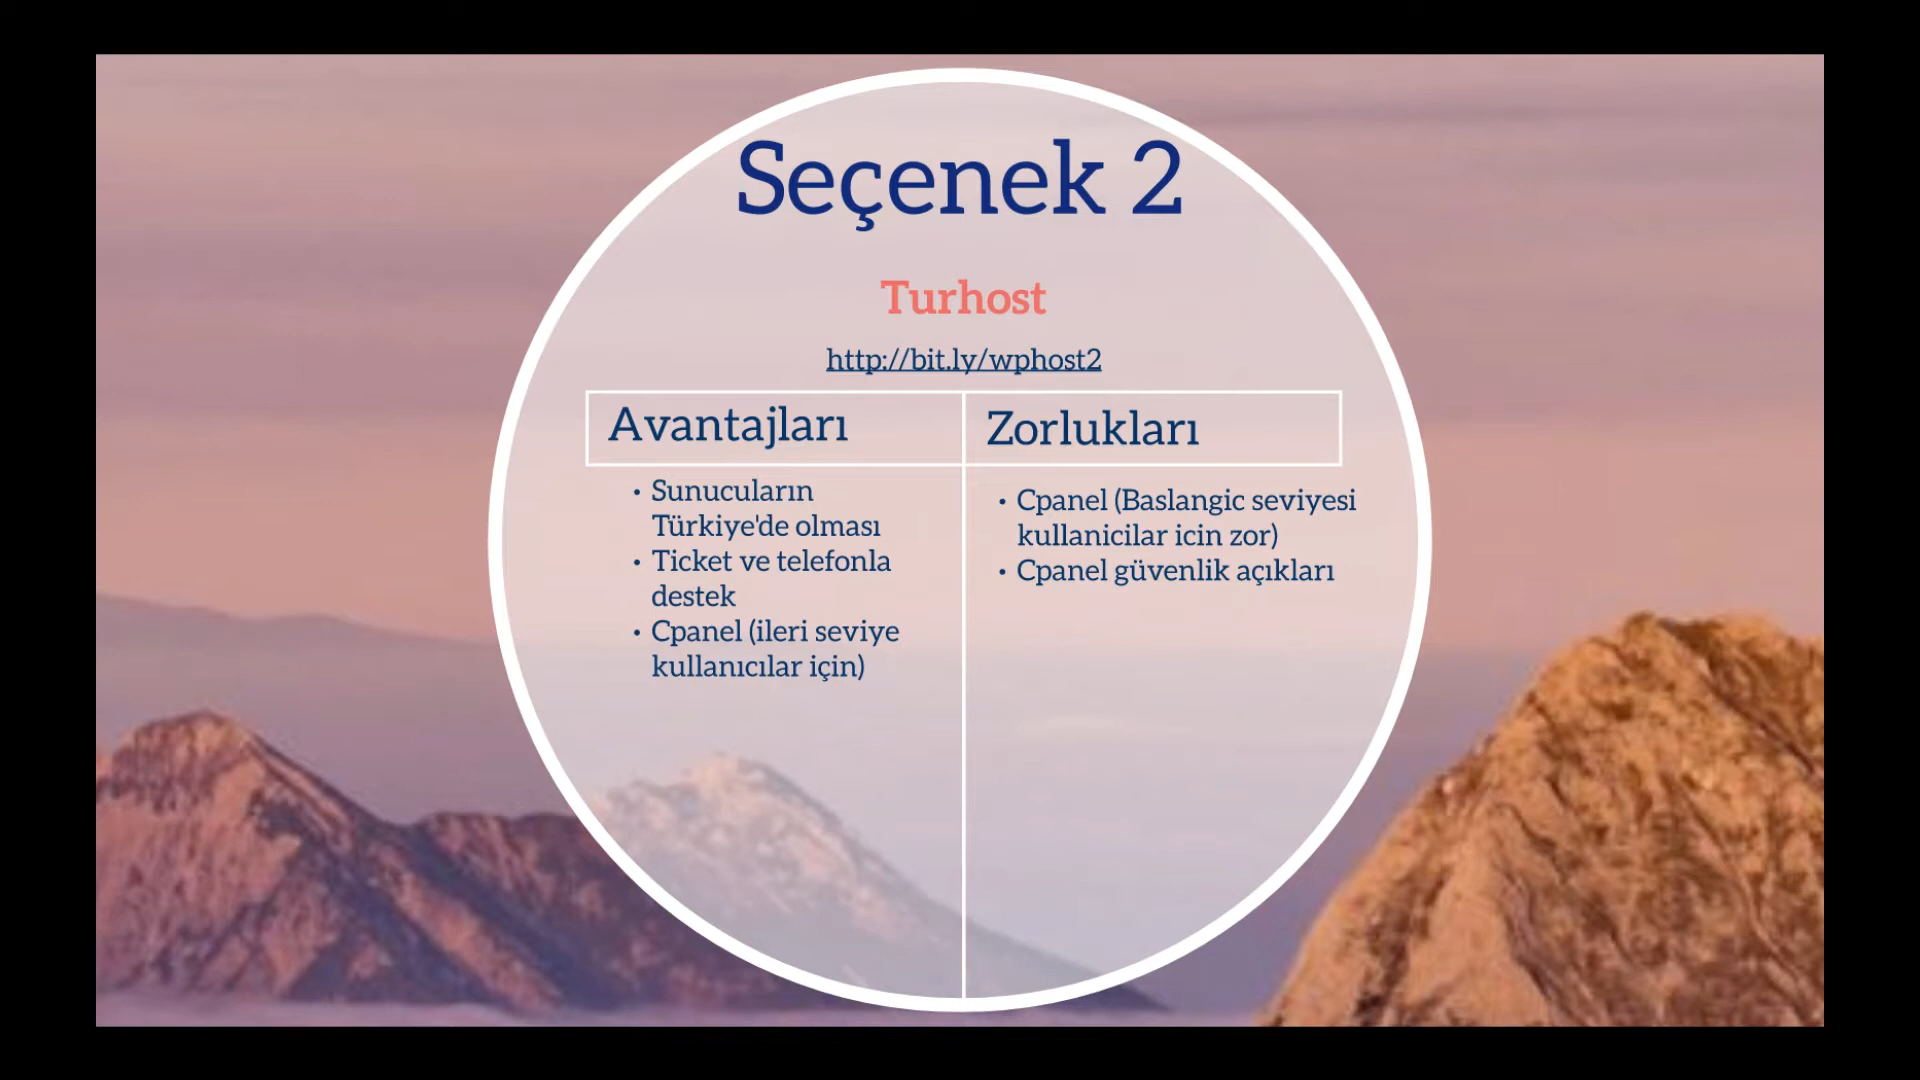 Seçenek 2
Turhost
http://bit.ly/wphost2
Avantajları
• Sunucuların
Türkiye'de olması
• Ticket ve telefonla
destek
• Cpanel (ileri seviye
kullanıcılar için)
Zorlukları
• Cpanel (Baslangic seviyesi
kullanicilar icin zor)
• Cpanel güvenlik açıkları